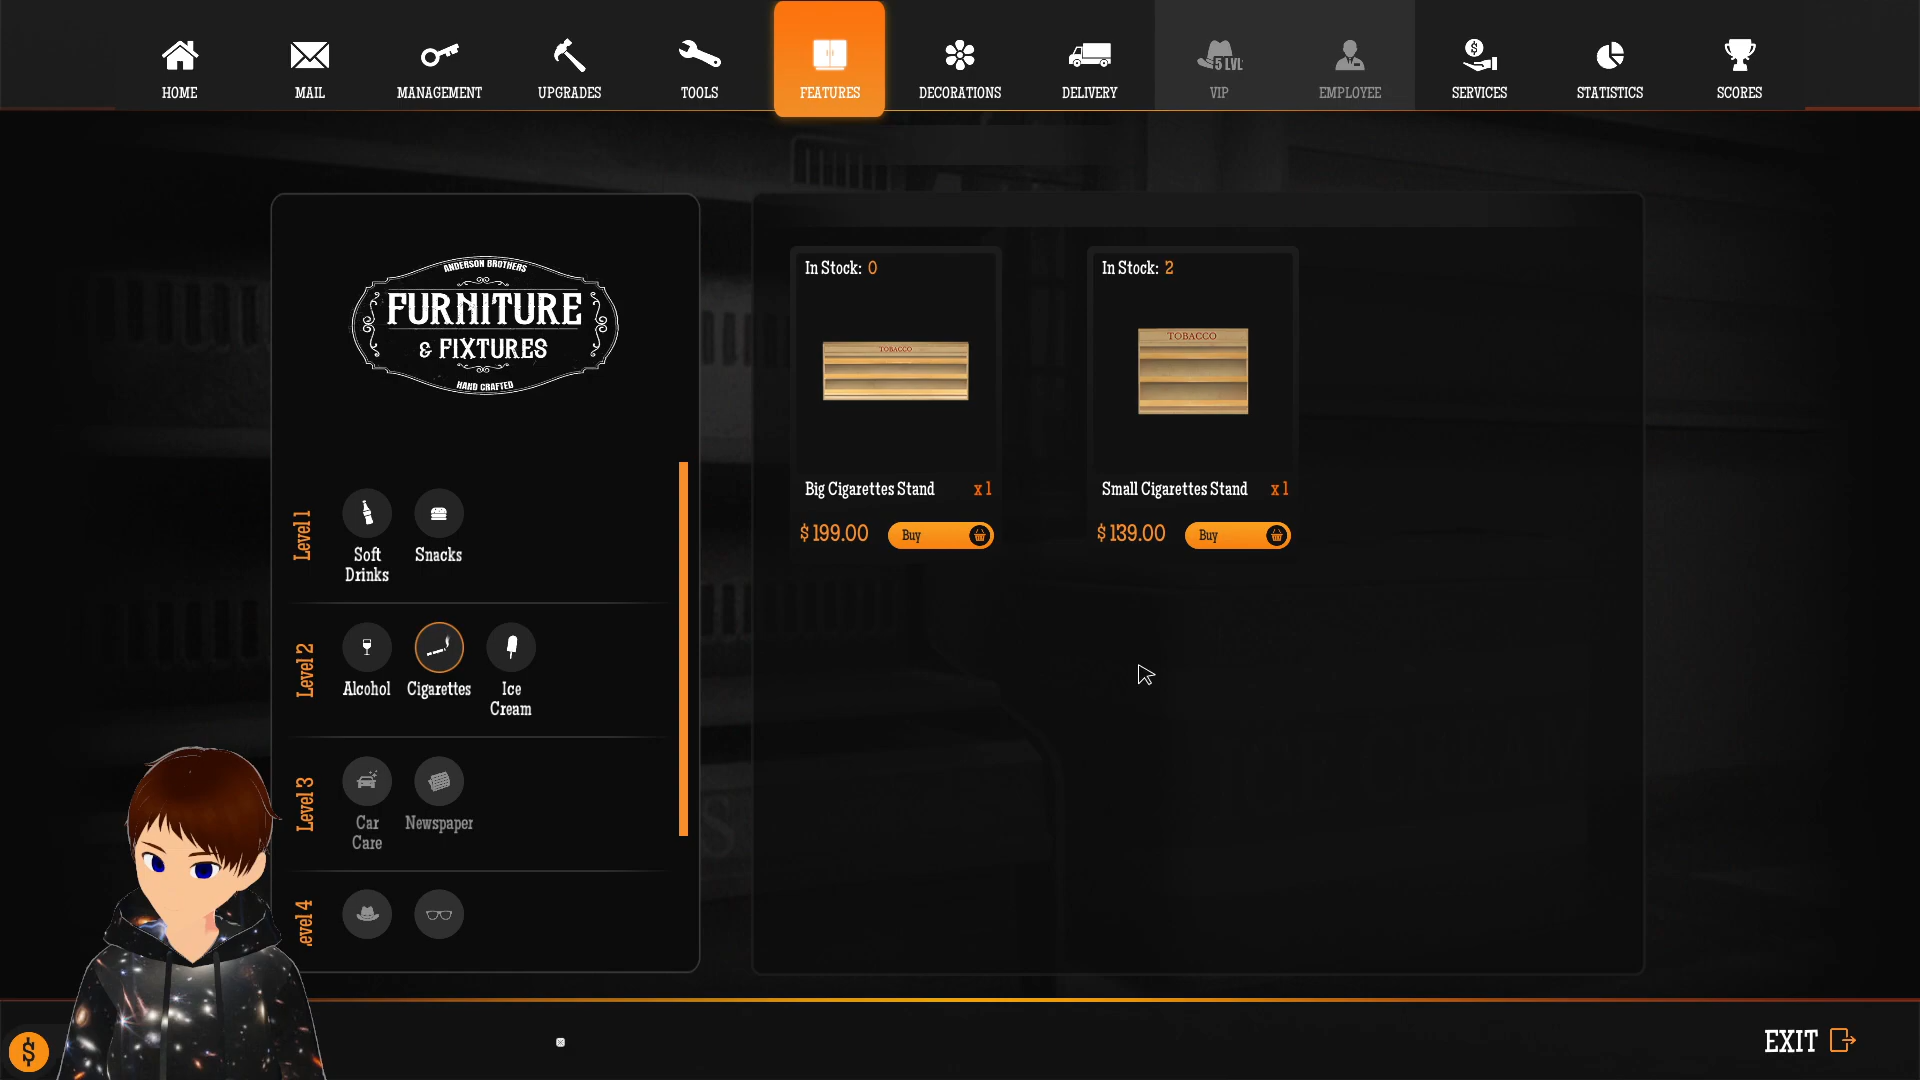 HOME
MAIL
MANAGEMENT
UPGRADES
TOOLS
FEATURES
DECORATIONS
DELIVERY
5 LVL
VIP
EMPLOYEE
SERVICES
STATISTICS
SCORES
ANDERSON BROTHERS
FURNITURE
& FIXTURES
HAND CRAFTED
Level 1
Soft
Drinks
Snacks
Level 2
Alcohol
Cigarettes
Ice
Cream
Level 3
Car
Care
Newspaper
evel 4
In Stock: 0
TOBACCO
Big Cigarettes Stand x 1
$ 199.00 Buy
In Stock: 2
TOBACCO
Small Cigarettes Stand x 1
$ 139.00 Buy
$
EXIT